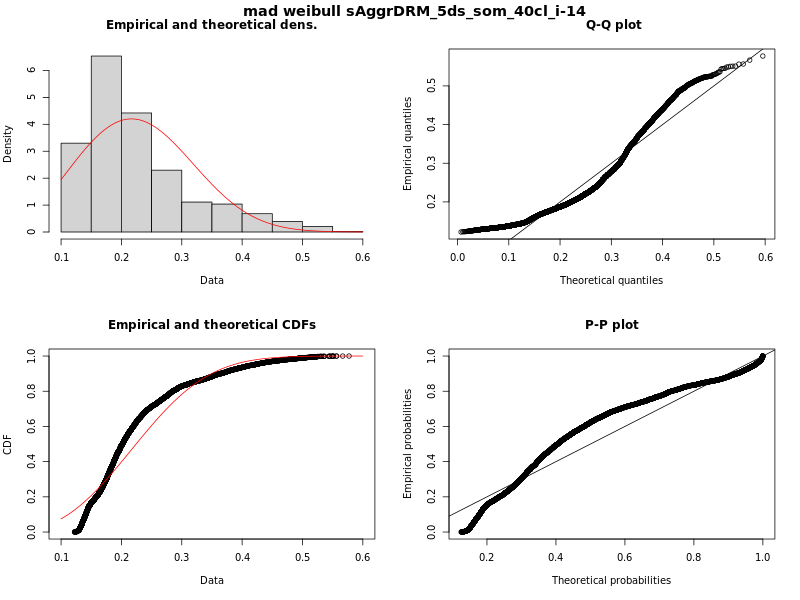 mad weibull sAggrDRM_5ds_som_40cl_i-14
Empirical and theoretical dens.
Density
0 1 2 3 4 5 6
0.1 0.2 0.3 0.4 0.5 0.6
Data
Q-Q plot
Empirical quantiles
0.2 0.3 0.4 0.5
0.0 0.1 0.2 0.3 0.4 0.5 0.6
Theoretical quantiles
Empirical and theoretical CDFs
CDF
0.0 0.2 0.4 0.6 0.8 1.0
0.1 0.2 0.3 0.4 0.5 0.6
Data
P-P plot
Empirical probabilities
0.0 0.2 0.4 0.6 0.8 1.0
0.2 0.4 0.6 0.8 1.0
Theoretical probabilities